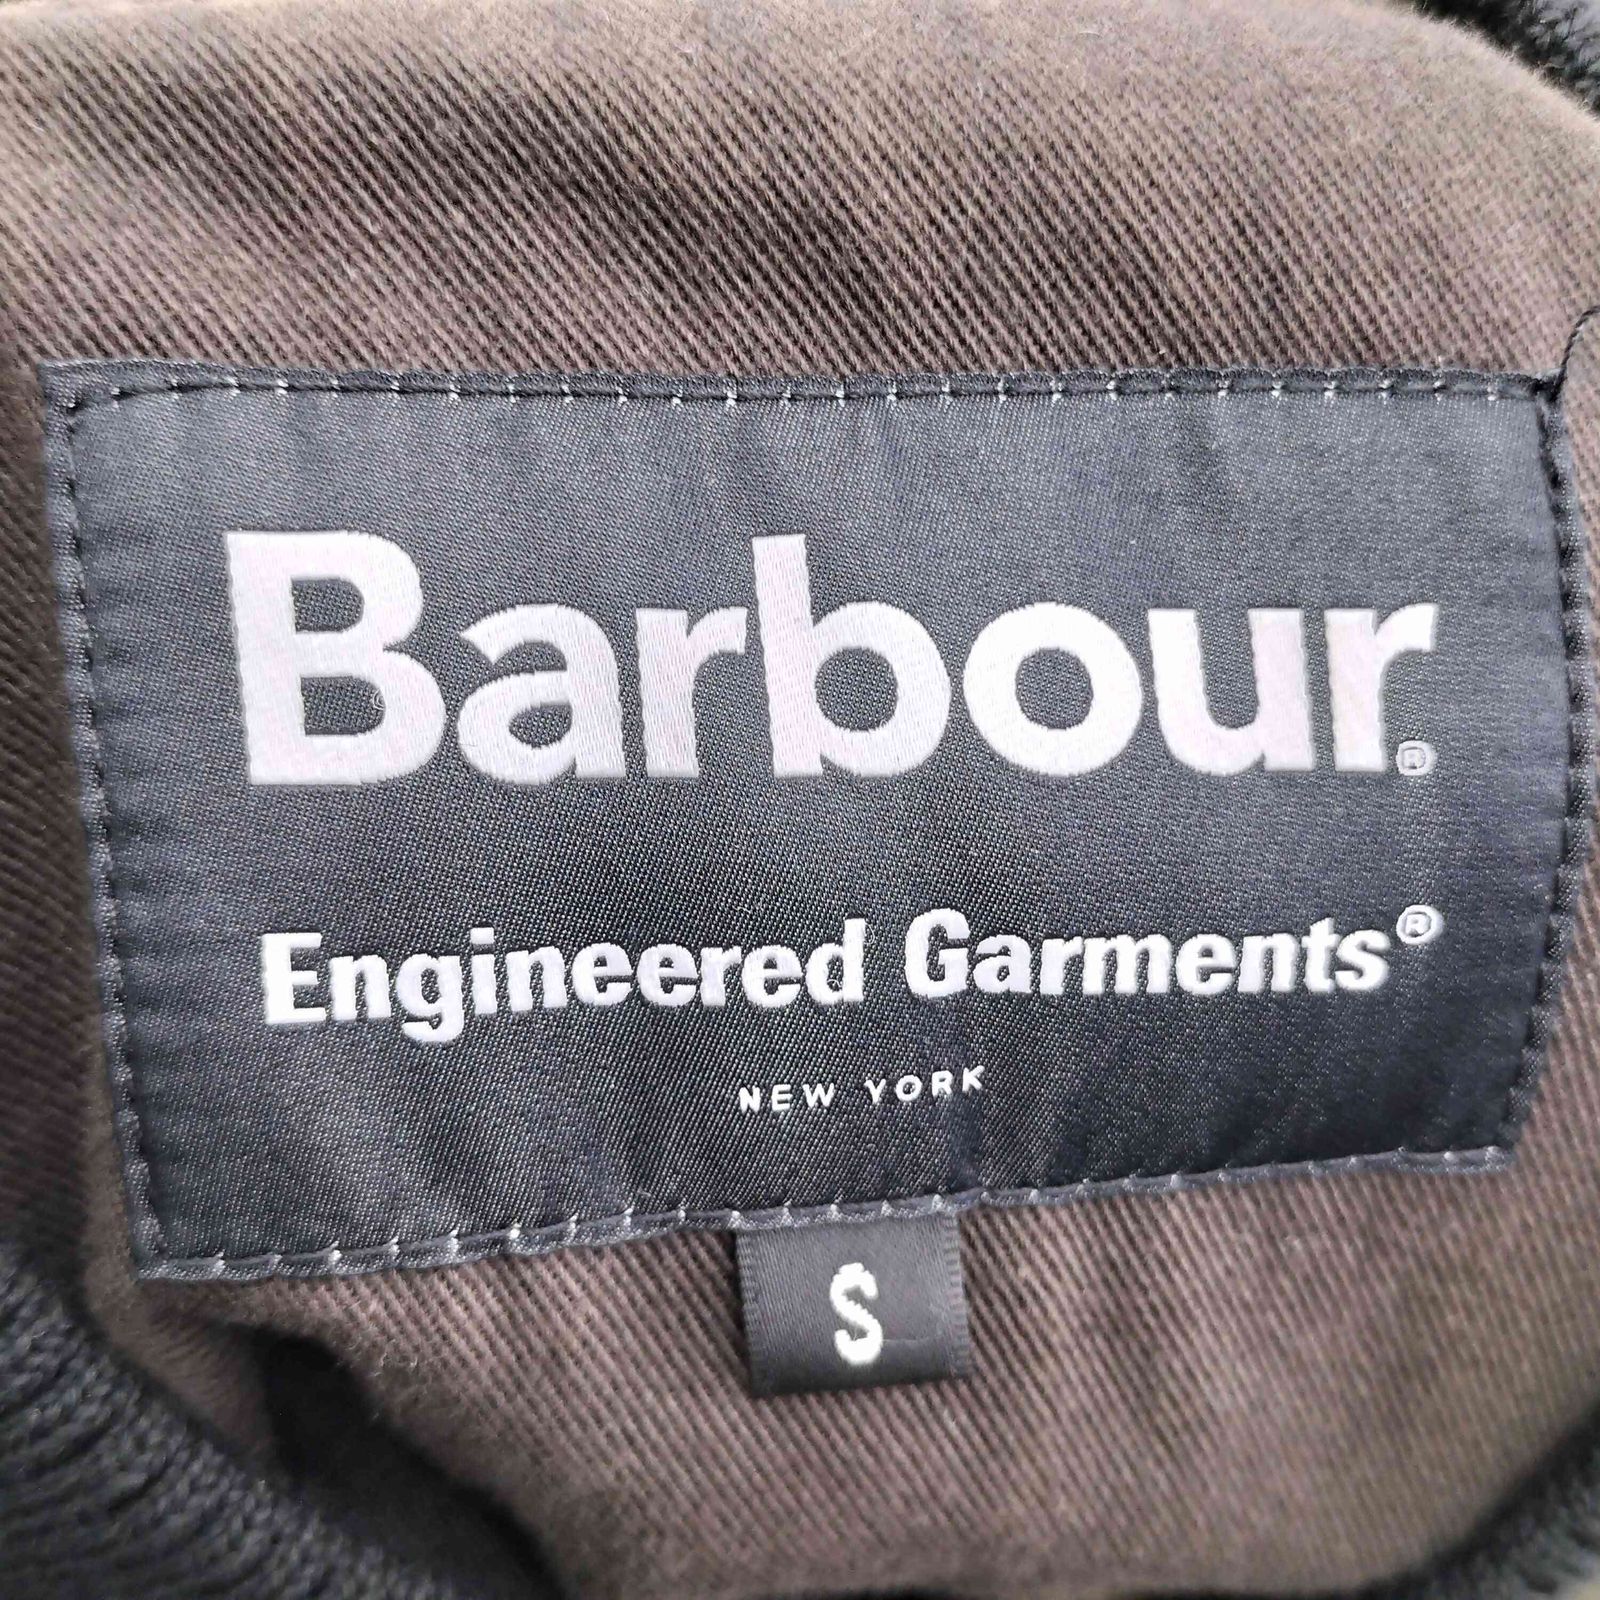 Barbour®
Engineered Garments®
NEW YORK
S